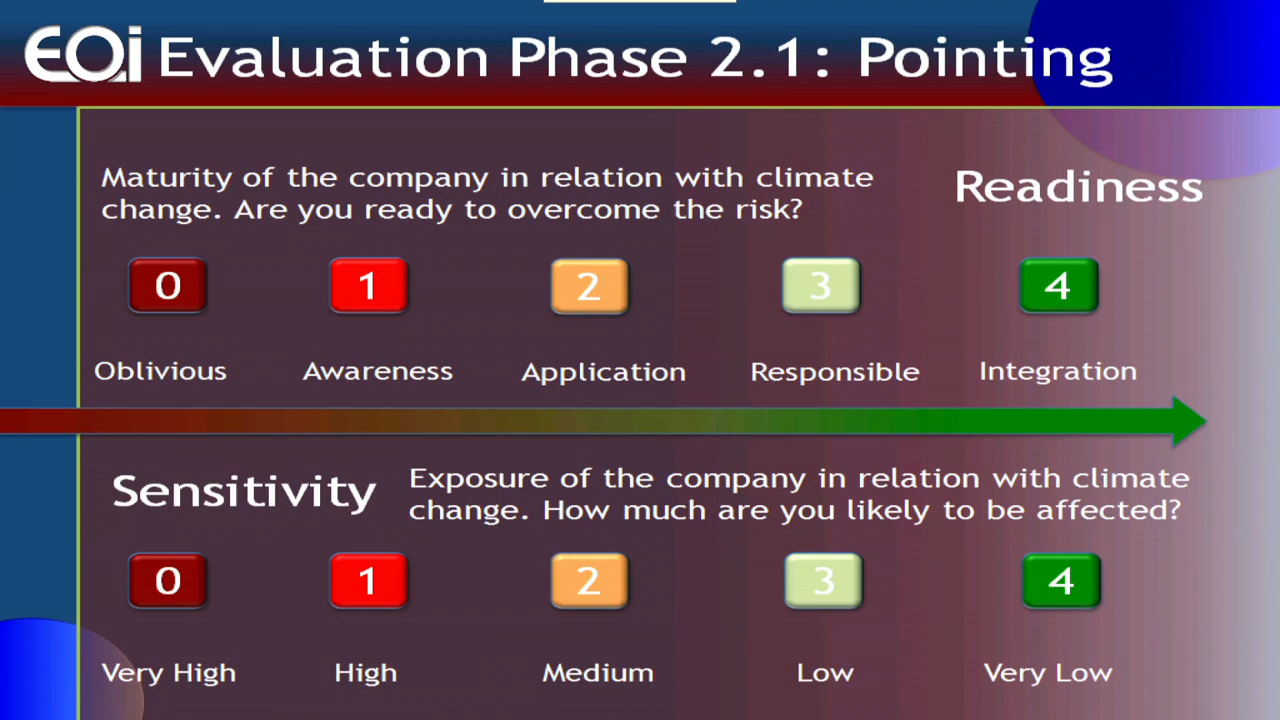 EQi Evaluation Phase 2.1: Pointing
Maturity of the company in relation with climate
change. Are you ready to overcome the risk?
Readiness
0 1 2 3 4
Oblivious Awareness Application Responsible Integration
Sensitivity
Exposure of the company in relation with climate
change. How much are you likely to be affected?
0 1 2 3 4
Very High High Medium Low Very Low